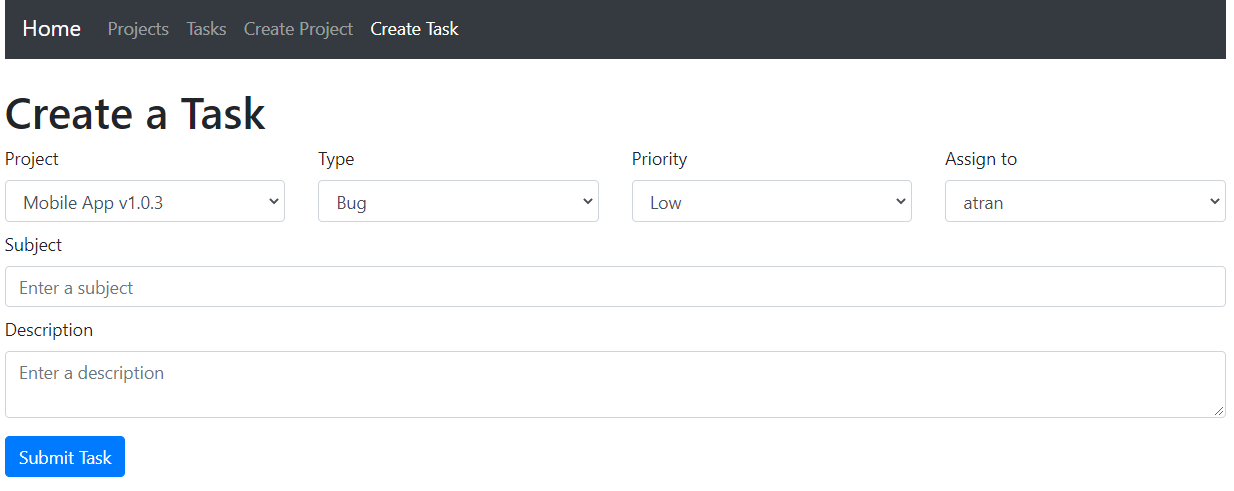 Home Projects Tasks Create Project Create Task
Create a Task
Project Type Priority Assign to
Mobile App v1.0.3 Bug Low atran
Subject
Enter a subject
Description
Enter a description
Submit Task